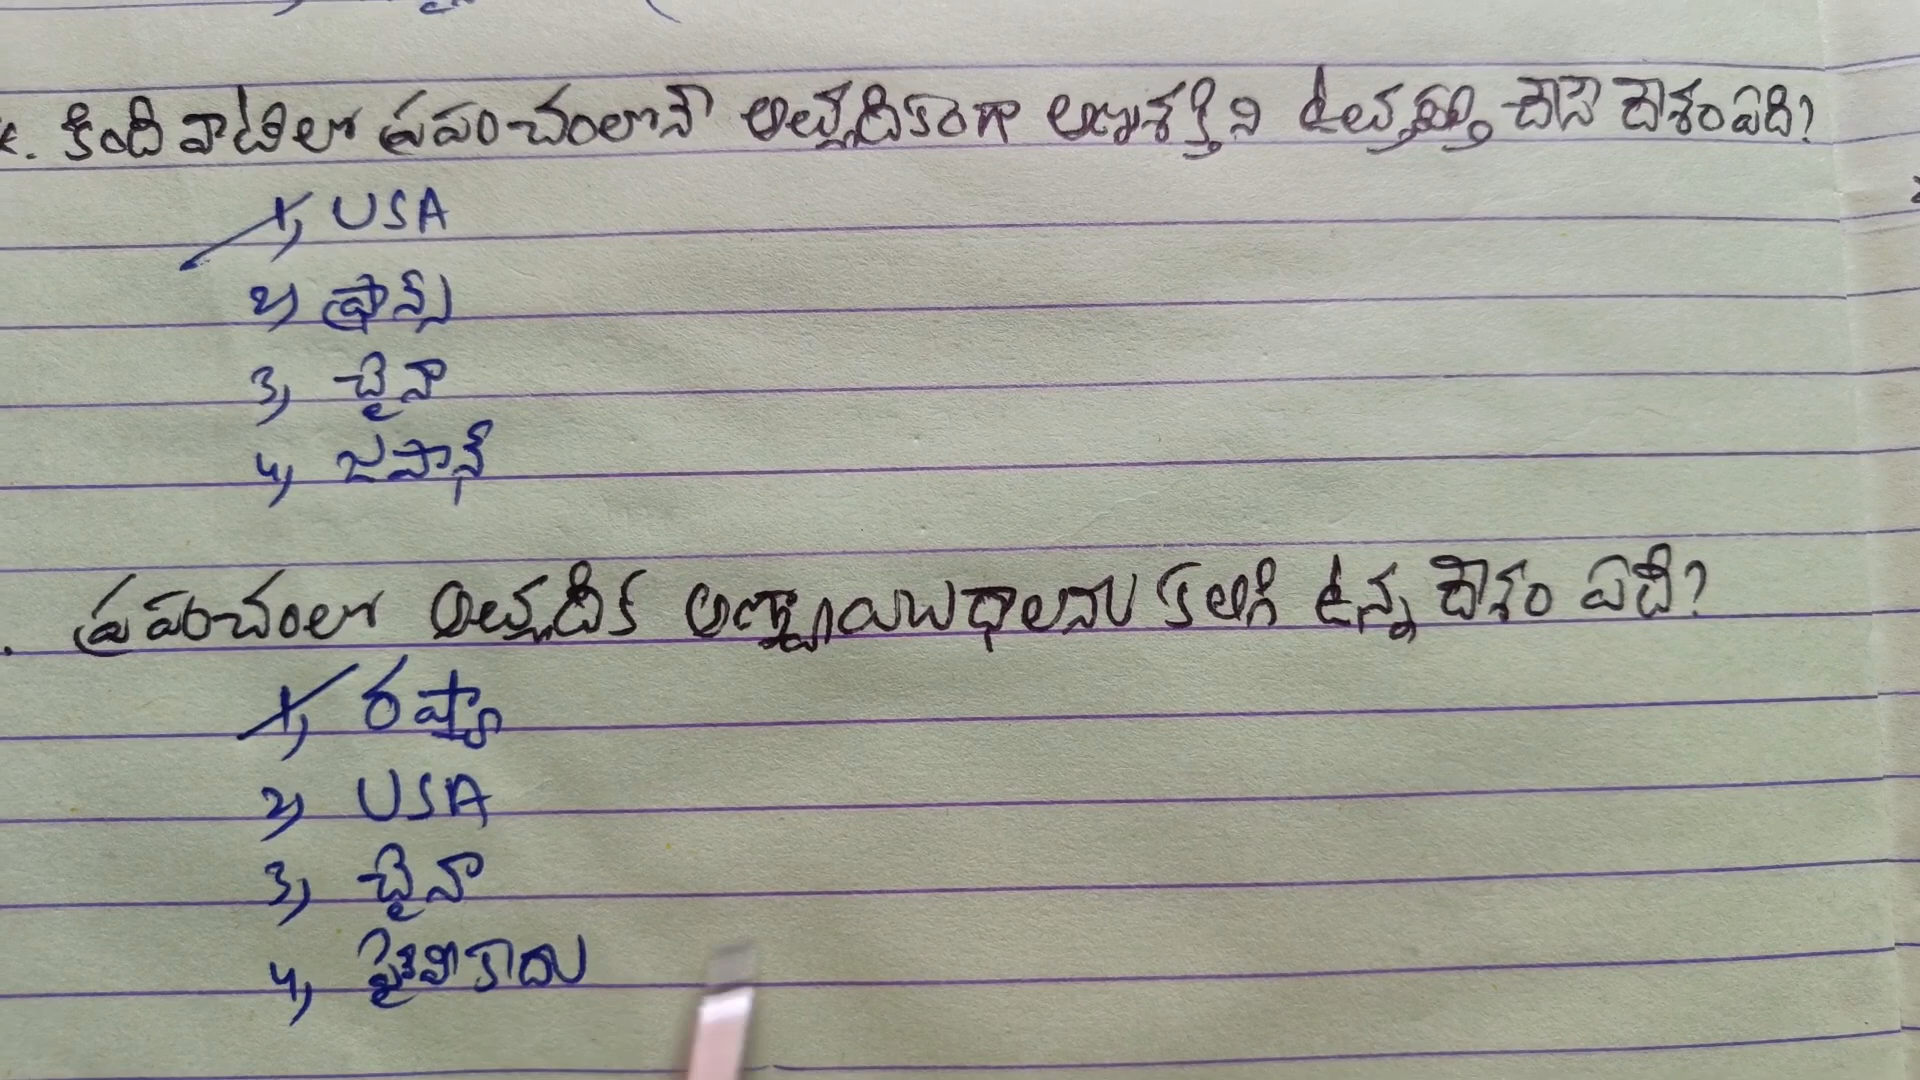 కింది వాటిలో ప్రపంచంలోనే అత్యధికంగా అణుశక్తి ని ఉత్పత్తి చేసే దేశం ఏది?
1, USA
2) ఫ్రాన్స్
3, చైనా
4, జపాన్
ప్రపంచంలో అత్యధిక అణ్వాయుధాలను కలిగి ఉన్న దేశం ఏది?
1, రష్యా
2) USA
3, చైనా
4, పైవికాదు